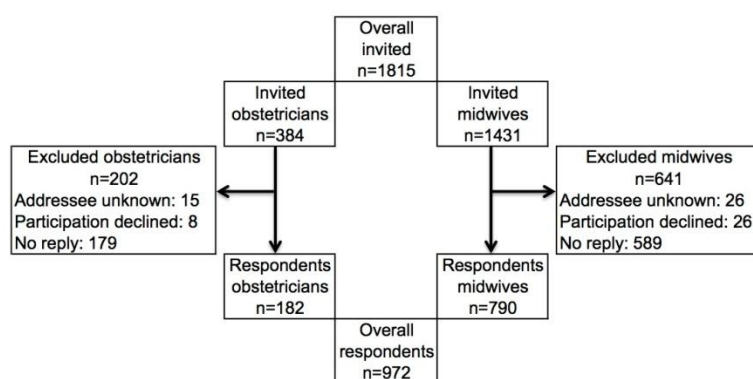 Overall
invited
n=1815
Invited
obstetricians
n=384
Invited
midwives
n=1431
Excluded obstetricians
n=202
Addressee unknown: 15
Participation declined: 8
No reply: 179
Excluded midwives
n=641
Addressee unknown: 26
Participation declined: 26
No reply: 589
Respondents
obstetricians
n=182
Respondents
midwives
n=790
Overall
respondents
n=972